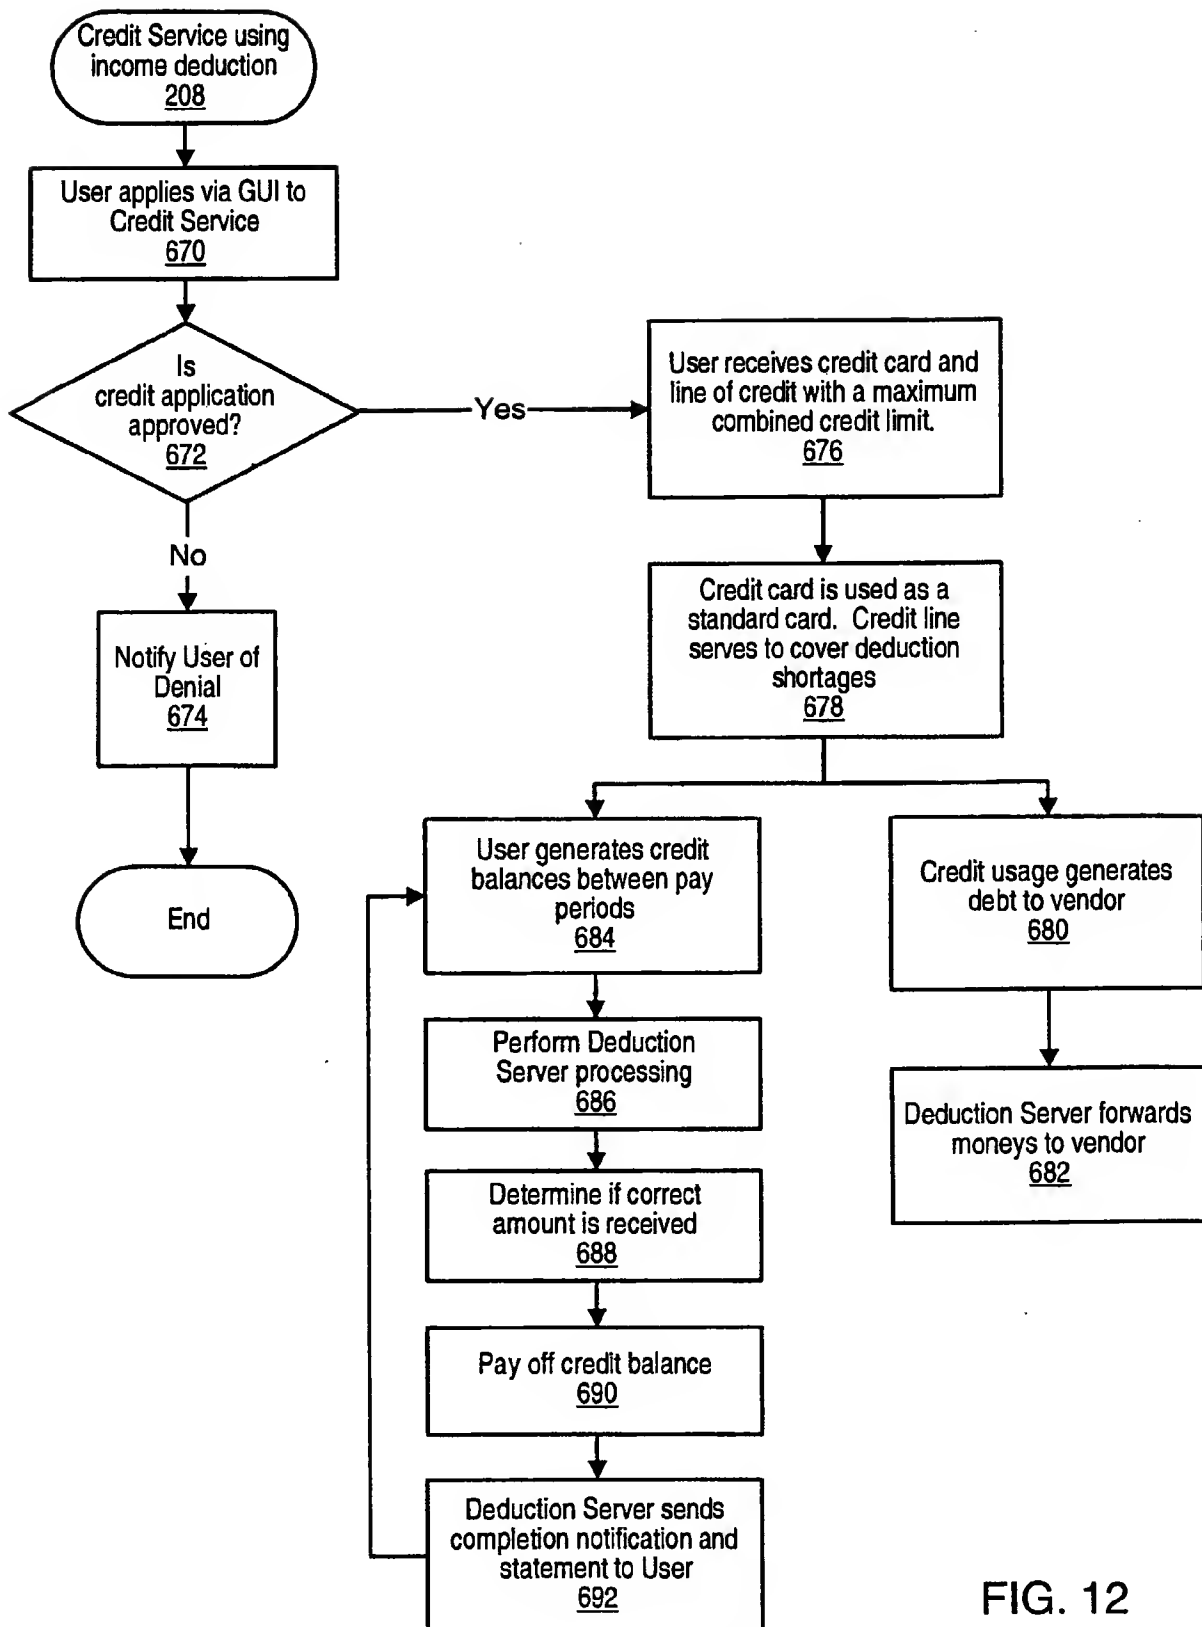 Credit Service using
income deduction
208
User applies via GUI to
Credit Service
670
Is
credit application
approved?
672
Yes
No
Notify User of
Denial
674
End
User receives credit card and
line of credit with a maximum
combined credit limit.
676
Credit card is used as a
standard card. Credit line
serves to cover deduction
shortages
678
User generates credit
balances between pay
periods
684
Perform Deduction
Server processing
686
Determine if correct
amount is received
688
Pay off credit balance
690
Deduction Server sends
completion notification and
statement to User
692
Credit usage generates
debt to vendor
680
Deduction Server forwards
moneys to vendor
682
FIG. 12